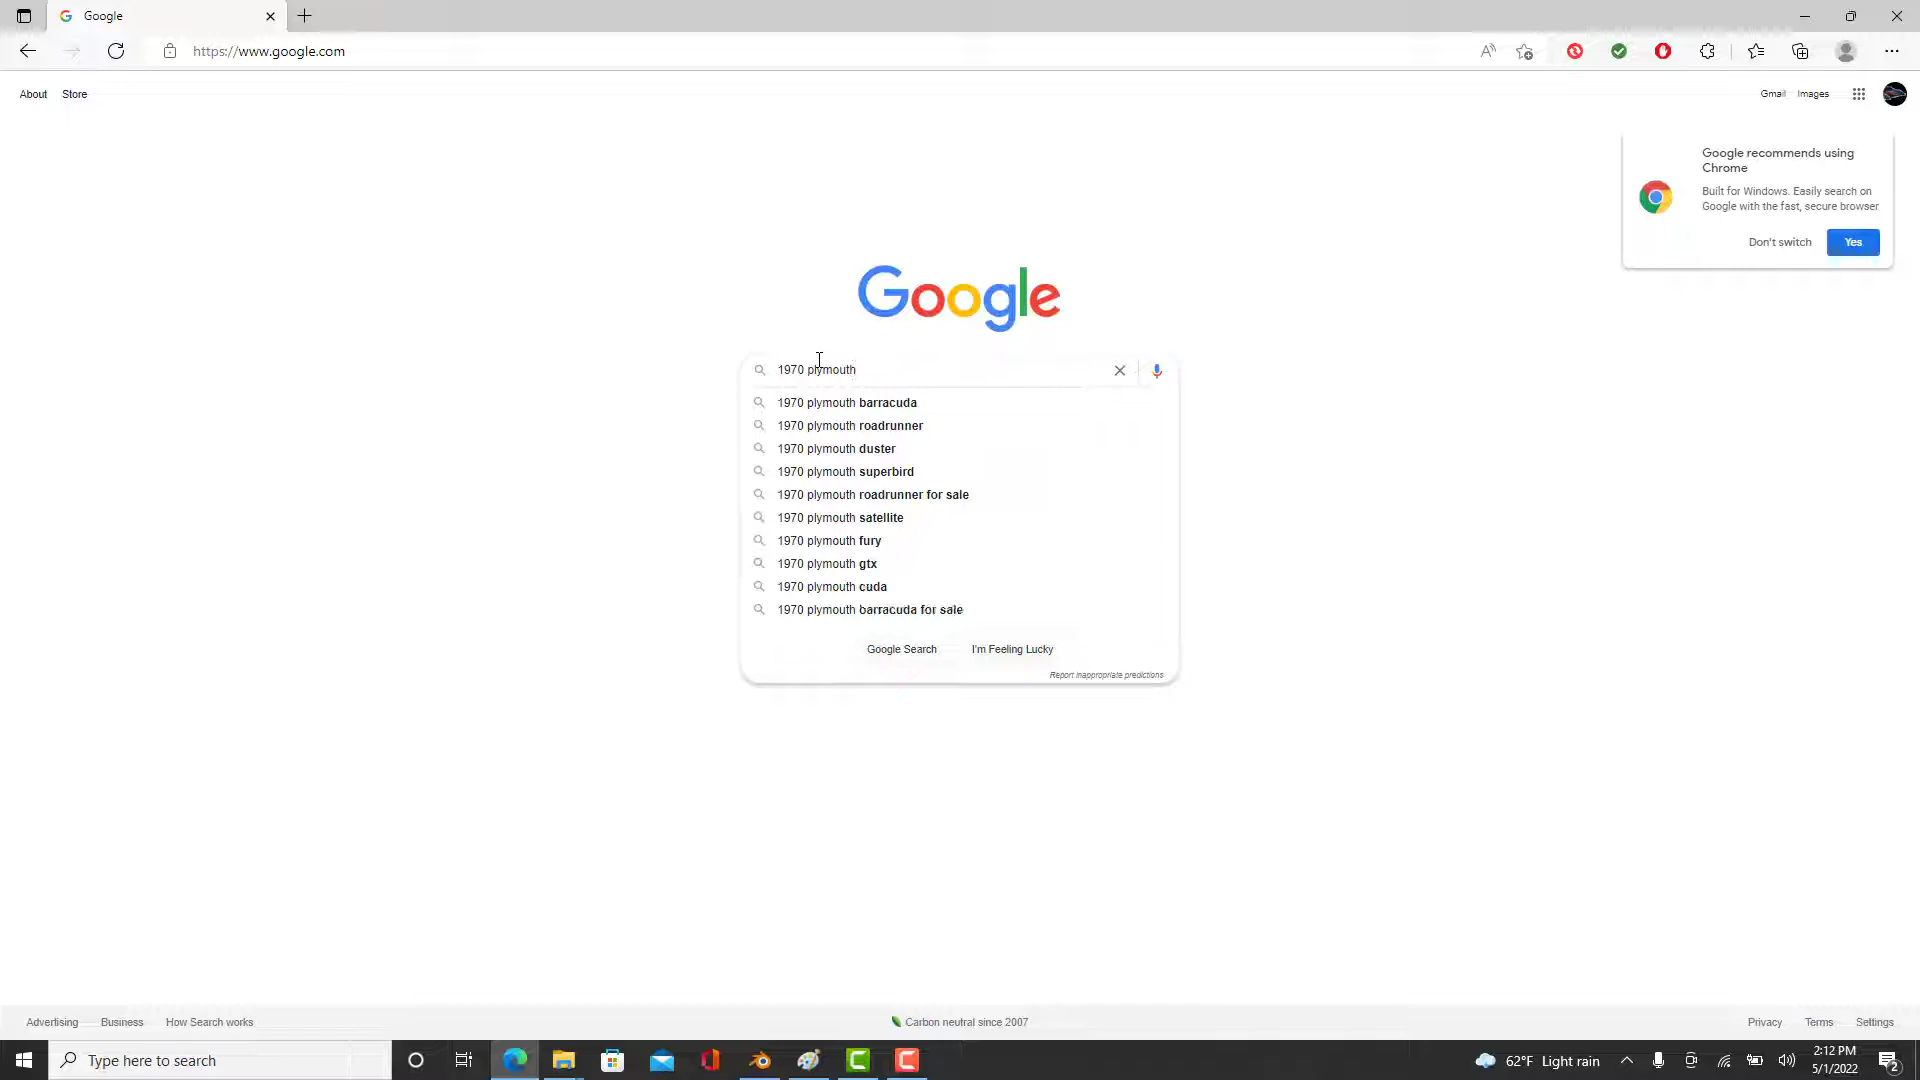 Google
https://www.google.com
About Store
Gmail Images
Google recommends using
Chrome
Built for Windows. Easily search on
Google with the fast, secure browser
Don't switch Yes
Google
1970 plymouth
1970 plymouth barracuda
1970 plymouth roadrunner
1970 plymouth duster
1970 plymouth superbird
1970 plymouth roadrunner for sale
1970 plymouth satellite
1970 plymouth fury
1970 plymouth gtx
1970 plymouth cuda
1970 plymouth barracuda for sale
Google Search I'm Feeling Lucky
Report inappropriate predictions
Advertising Business How Search works
Carbon neutral since 2007
Privacy Terms Settings
Type here to search
62°F Light rain
2:12 PM
5/1/2022
2